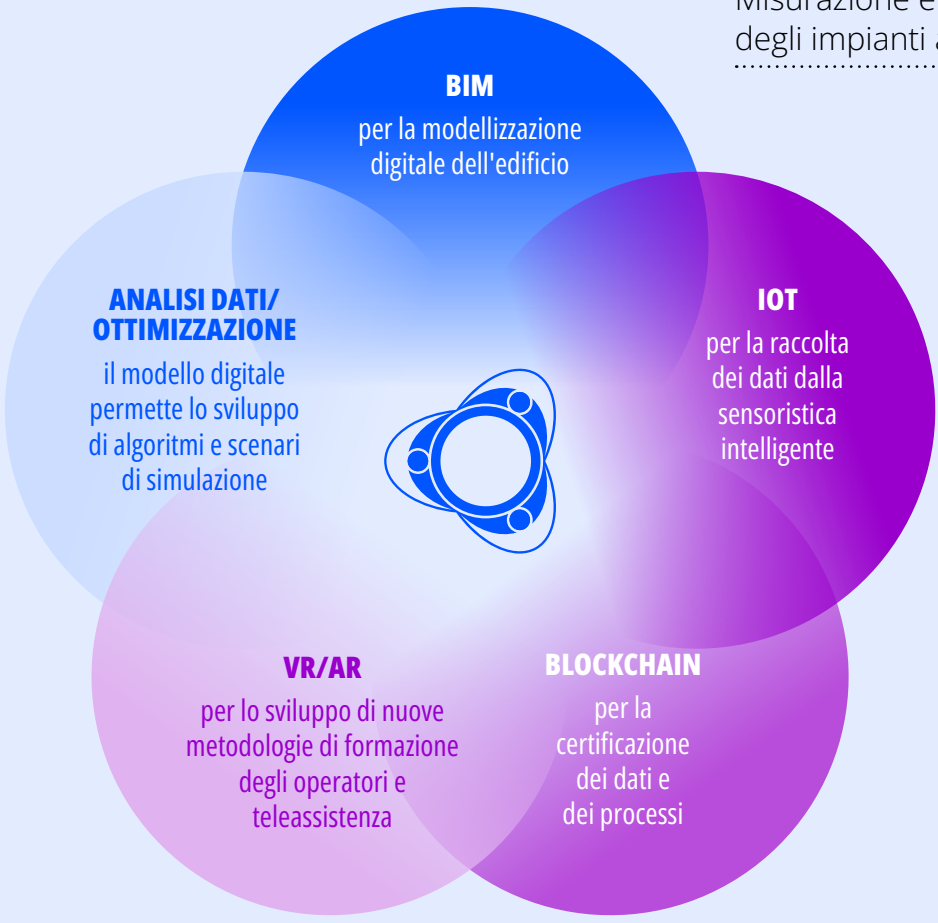 Misurazione e
degli impianti a
BIM
per la modellizzazione
digitale dell'edificio
ANALISI DATI/
OTTIMIZZAZIONE
il modello digitale
permette lo sviluppo
di algoritmi e scenari
di simulazione
IOT
per la raccolta
dei dati dalla
sensoristica
intelligente
VR/AR
per lo sviluppo di nuove
metodologie di formazione
degli operatori e
teleassistenza
BLOCKCHAIN
per la
certificazione
dei dati e
dei processi